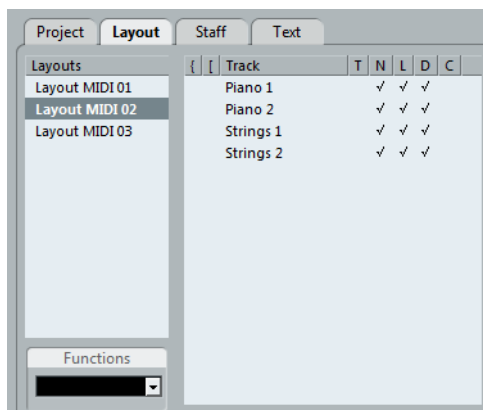 Project Layout Staff Text
Layouts
Layout MIDI 01
Layout MIDI 02
Layout MIDI 03
Functions
{ [ Track T N L D C
Piano 1 √ √ √
Piano 2 √ √ √
Strings 1 √ √ √
Strings 2 √ √ √